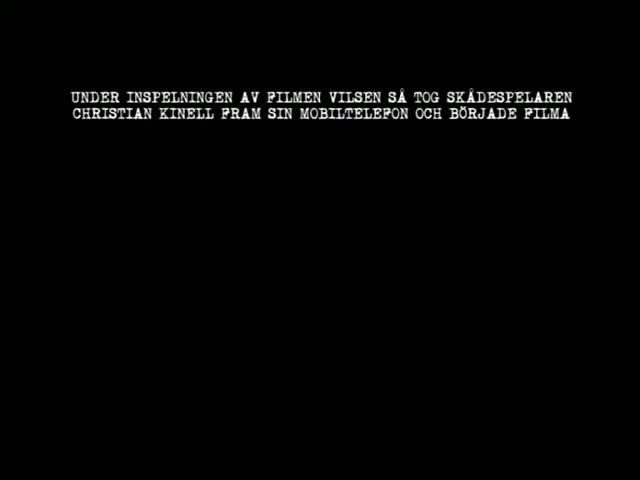 UNDER INSPELNINGEN AV FILMEN VILSEN SÅ TOG SKÅDESPELAREN
CHRISTIAN KINELL FRAM SIN MOBILTELEFON OCH BÖRJADE FILMA